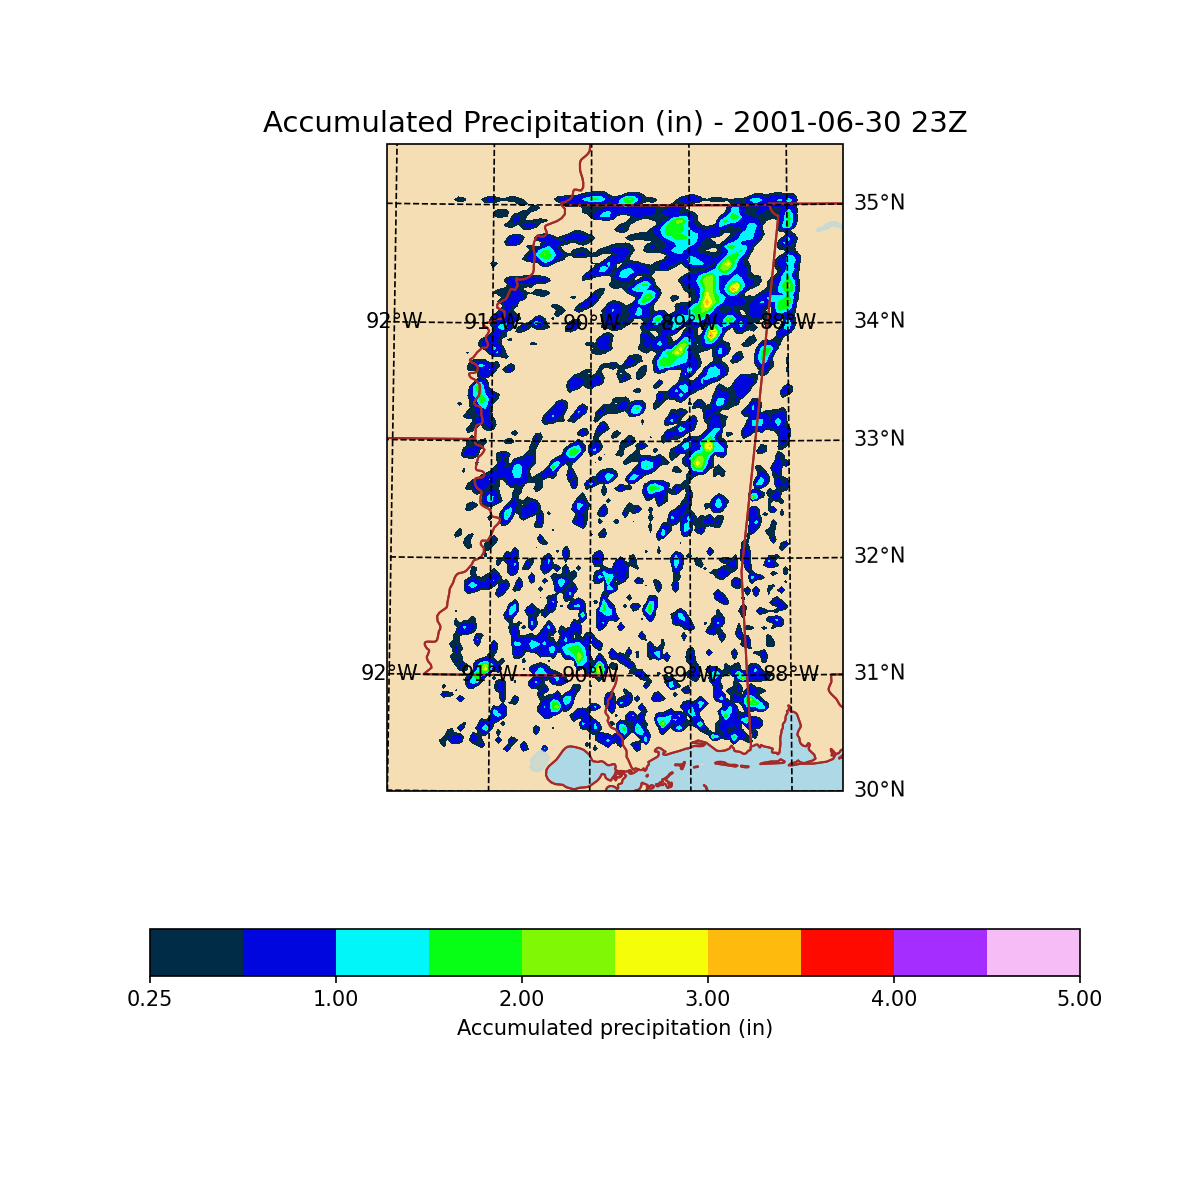 Accumulated Precipitation (in) - 2001-06-30 23Z
35°N
92°W 91°W 90°W 89°W 88°W 34°N
33°N
32°N
92°W 91°W 90°W 89°W 88°W 31°N
30°N
0.25 1.00 2.00 3.00 4.00 5.00
Accumulated precipitation (in)